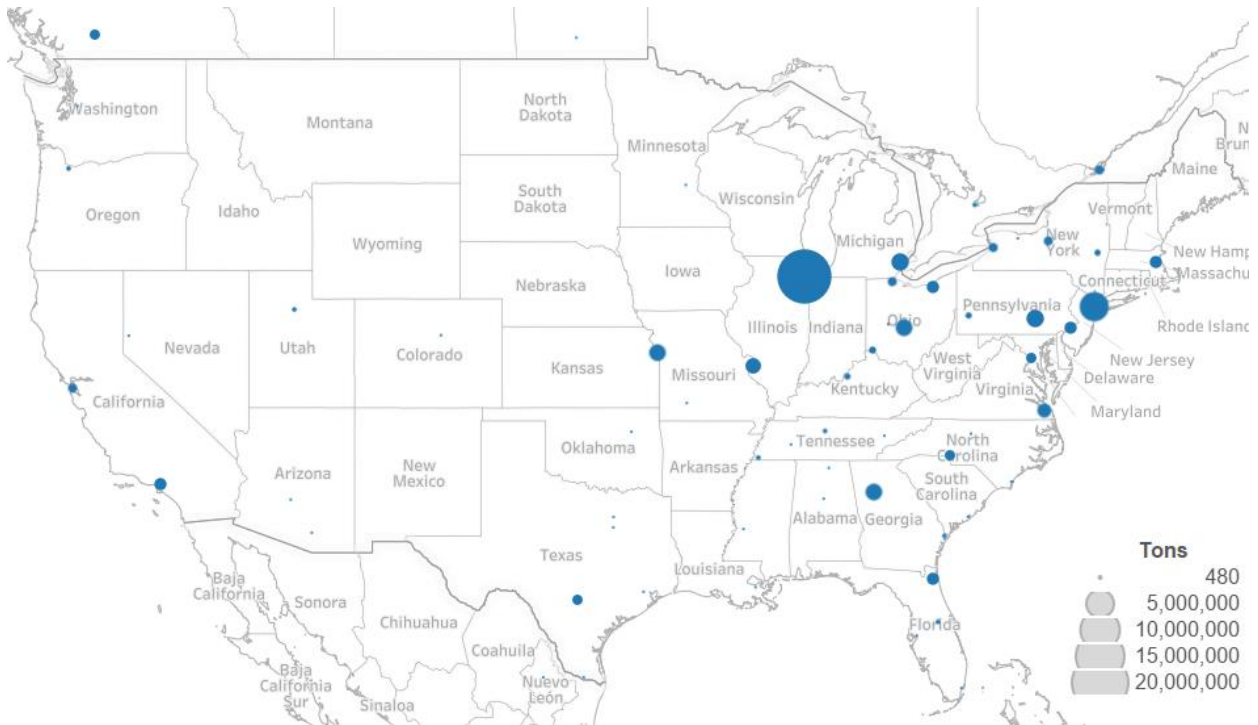 Washington
Montana
North
Dakota
Minnesota
Maine
N
Brun
Oregon
Idaho
South
Dakota
Wisconsin
Vermont
Wyoming
Michigan
New
York
New Hamp
Massachu
Iowa
Connecticut
Nebraska
Pennsylvania
Rhode Island
Nevada
Utah
Colorado
Illinois
Indiana
Ohio
West
Virginia
New Jersey
Kansas
Missouri
Kentucky
Virginia
Delaware
California
Maryland
Oklahoma
Tennessee
North
Carolina
Arizona
New
Mexico
Arkansas
South
Carolina
Alabama
Georgia
Texas
Louisiana
Baja
California
Sonora
Chihuahua
Coahuila
Florida
Baja
California
Sur
Sinaloa
Nuevo
León
Tons
480
5,000,000
10,000,000
15,000,000
20,000,000